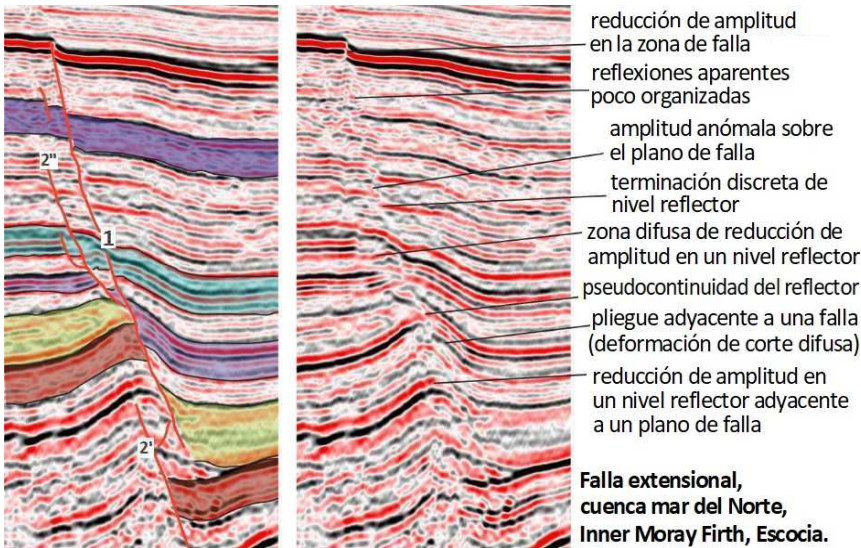 reducción de amplitud
en la zona de falla
reflexiones aparentes
poco organizadas
amplitud anómala sobre
el plano de falla
terminación discreta de
nivel reflector
zona difusa de reducción de
amplitud en un nivel reflector
pseudocontinuidad del reflector
pliegue adyacente a una falla
(deformación de corte difusa)
reducción de amplitud en
un nivel reflector adyacente
a un plano de falla
Falla extensional,
cuenca mar del Norte,
Inner Moray Firth, Escocia.
2"
1
2'